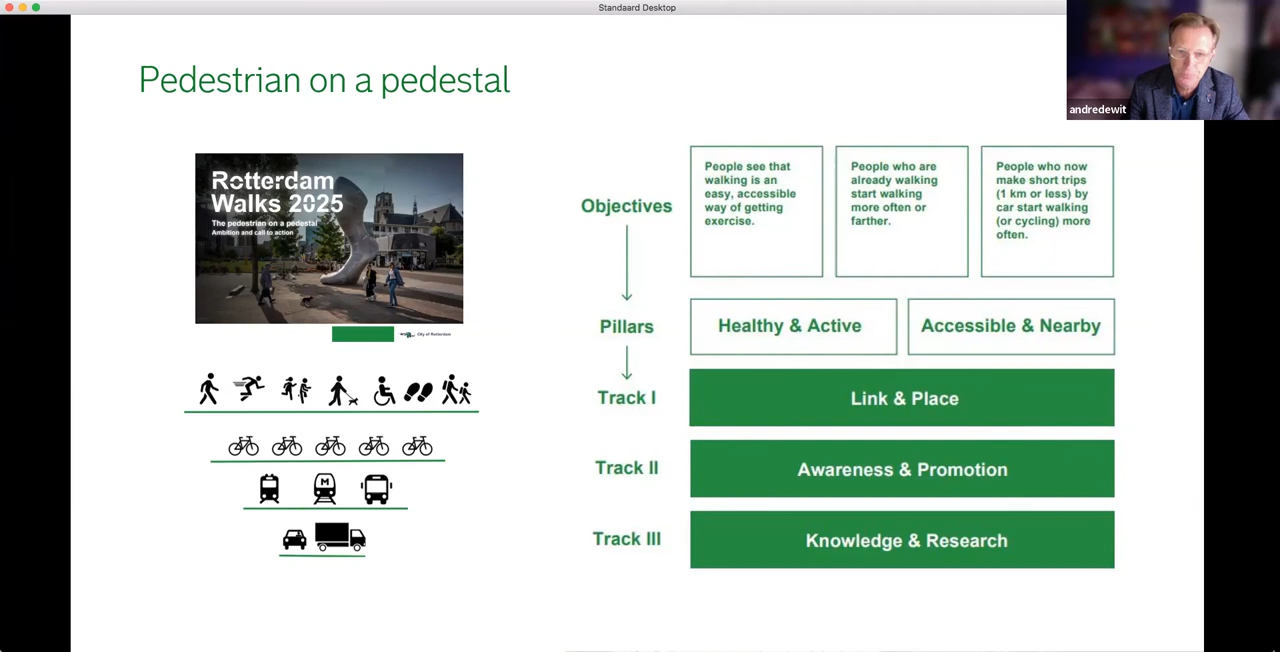 Standaard Desktop
Pedestrian on a pedestal
andredewit
Rotterdam
Walks 2025
The pedestrian on a pedestal
Ambition and call to action
City of Rotterdam
M
Objectives
People see that
walking is an
easy, accessible
way of getting
exercise.
People who are
already walking
start walking
more often or
farther.
People who now
make short trips
(1 km or less) by
car start walking
(or cycling) more
often.
Pillars
Healthy & Active
Accessible & Nearby
Track I
Link & Place
Track II
Awareness & Promotion
Track III
Knowledge & Research